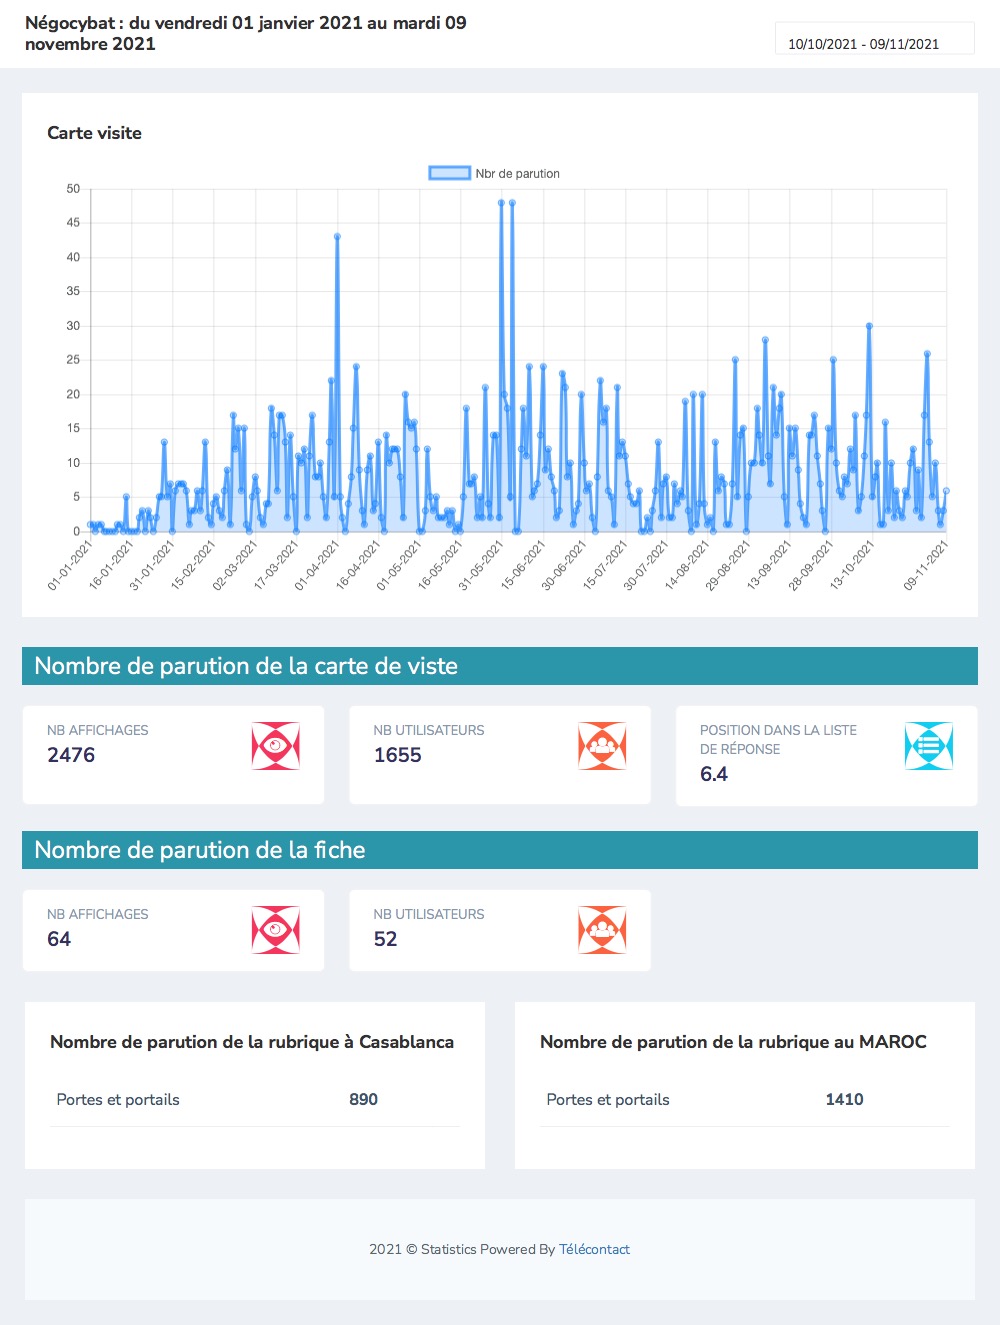 Négocybat : du vendredi 01 janvier 2021 au mardi 09
novembre 2021
10/10/2021 - 09/11/2021
Carte visite
Nbr de parution
50
45
40
35
30
25
20
15
10
5
0
01-01-2021
16-01-2021
31-01-2021
15-02-2021
02-03-2021
17-03-2021
01-04-2021
16-04-2021
01-05-2021
16-05-2021
31-05-2021
15-06-2021
30-06-2021
15-07-2021
30-07-2021
14-08-2021
29-08-2021
13-09-2021
28-09-2021
13-10-2021
09-11-2021
Nombre de parution de la carte de viste
NB AFFICHAGES
2476
NB UTILISATEURS
1655
POSITION DANS LA LISTE
DE RÉPONSE
6.4
Nombre de parution de la fiche
NB AFFICHAGES
64
NB UTILISATEURS
52
Nombre de parution de la rubrique à Casablanca
Portes et portails 890
Nombre de parution de la rubrique au MAROC
Portes et portails 1410
2021 © Statistics Powered By Télécontact